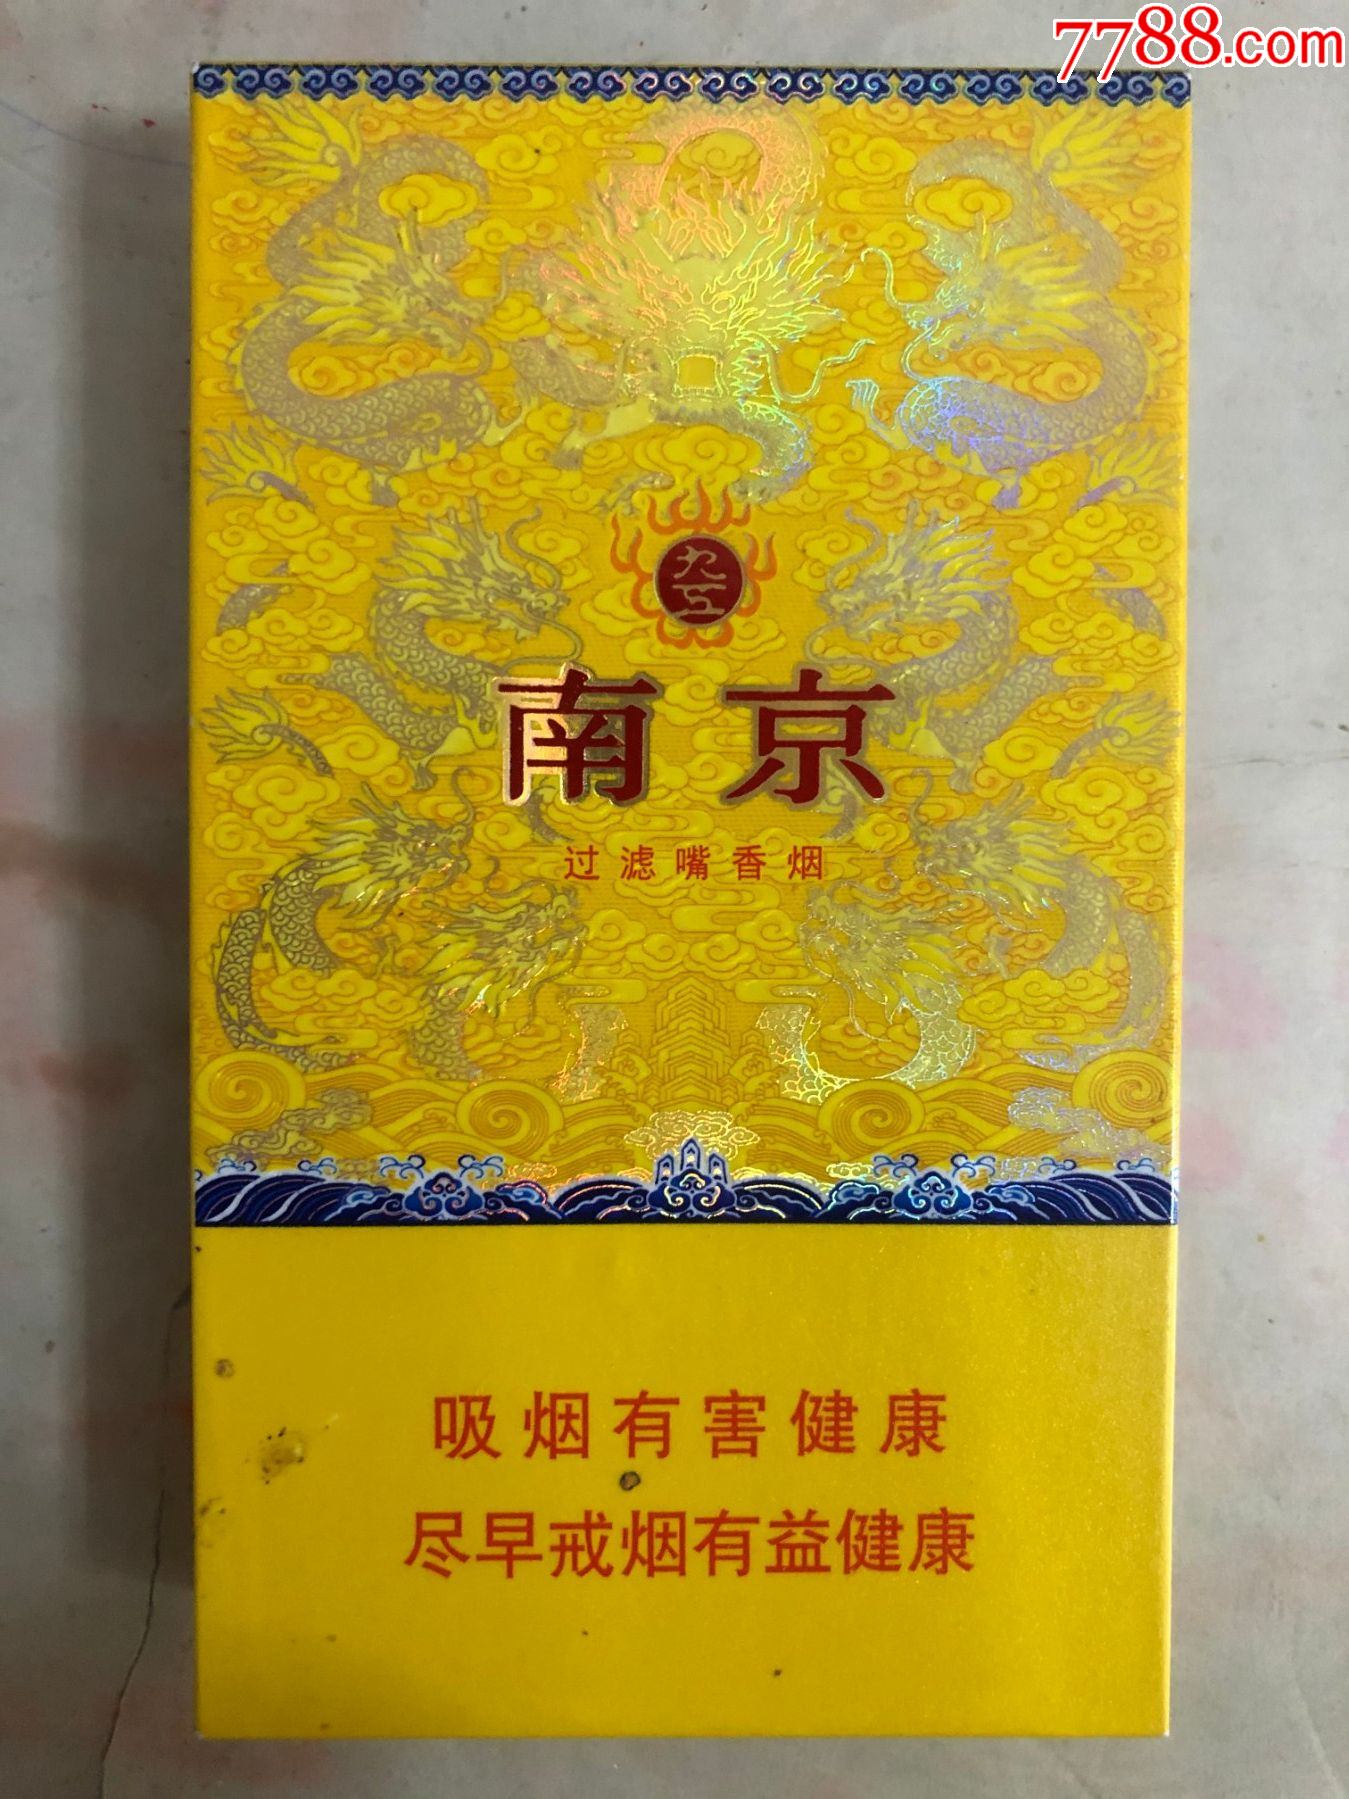 7788.com
九五
南京
过滤嘴香烟
吸烟有害健康
尽早戒烟有益健康